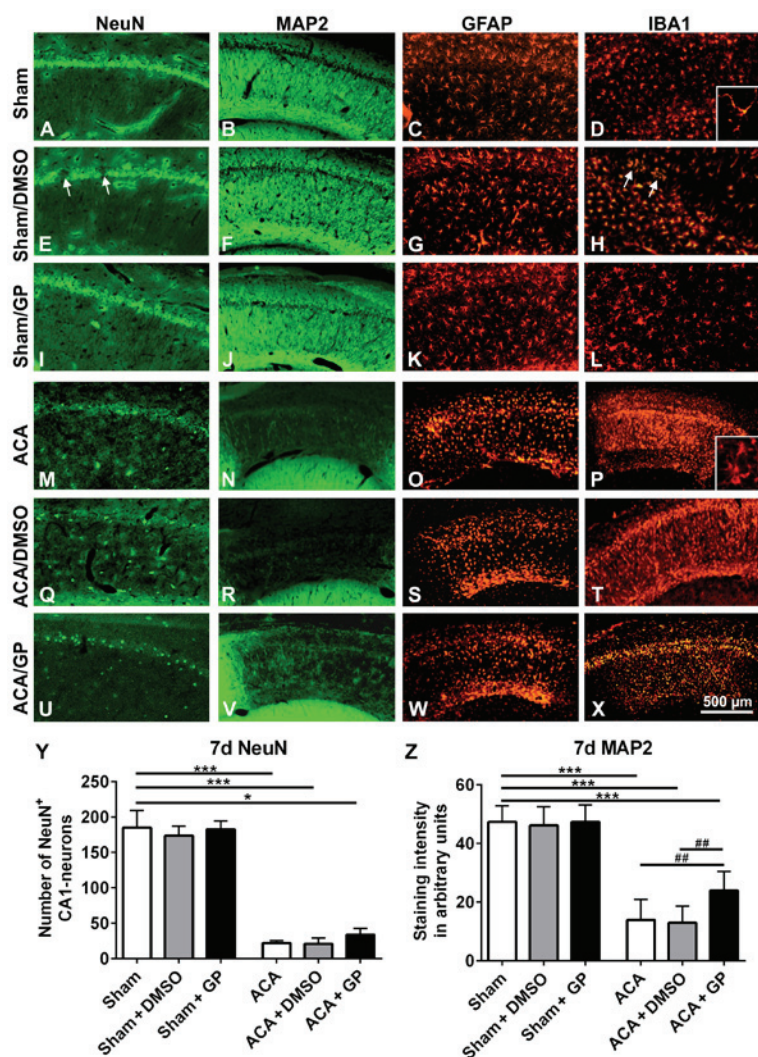 NeuN MAP2 GFAP IBA1
Sham
A B C D
Sham/DMSO
E F G H
Sham/GP
I J K L
ACA
M N O P
ACA/DMSO
Q R S T
ACA/GP
U V W X
500 µm
Y 7d NeuN
Number of NeuN+
CA1-neurons
250
200
150
100
50
0
***
***
*
Sham
Sham + DMSO
Sham + GP
ACA
ACA + DMSO
ACA + GP
Z 7d MAP2
Staining intensity
in arbitrary units
60
40
20
0
***
***
***
##
##
Sham
Sham + DMSO
Sham + GP
ACA
ACA + DMSO
ACA + GP